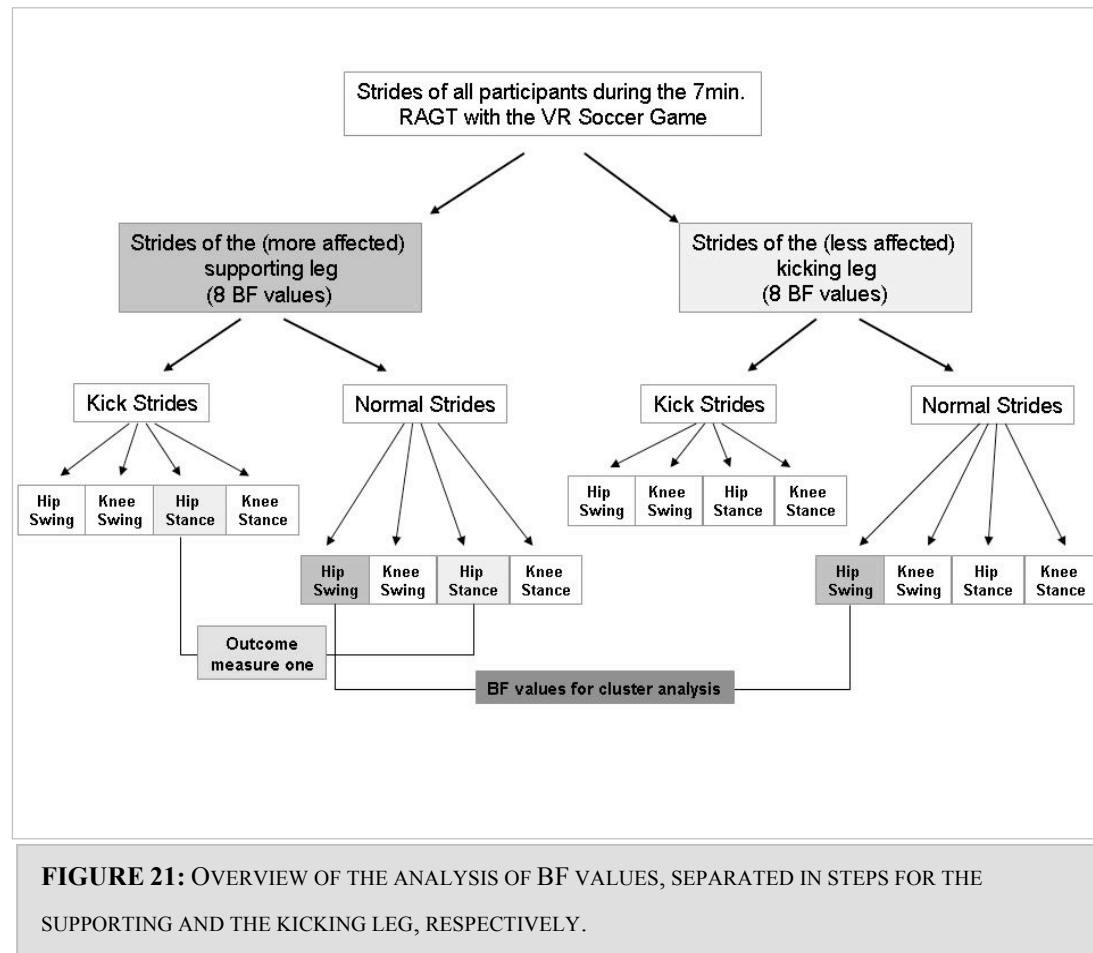 Strides of all participants during the 7min.
RAGT with the VR Soccer Game
Strides of the (more affected)
supporting leg
(8 BF values)
Strides of the (less affected)
kicking leg
(8 BF values)
Kick Strides
Normal Strides
Kick Strides
Normal Strides
Hip
Swing
Knee
Swing
Hip
Stance
Knee
Stance
Hip
Swing
Knee
Swing
Hip
Stance
Knee
Stance
Hip
Swing
Knee
Swing
Hip
Stance
Knee
Stance
Hip
Swing
Knee
Swing
Hip
Stance
Knee
Stance
Outcome
measure one
BF values for cluster analysis
FIGURE 21: OVERVIEW OF THE ANALYSIS OF BF VALUES, SEPARATED IN STEPS FOR THE
SUPPORTING AND THE KICKING LEG, RESPECTIVELY.